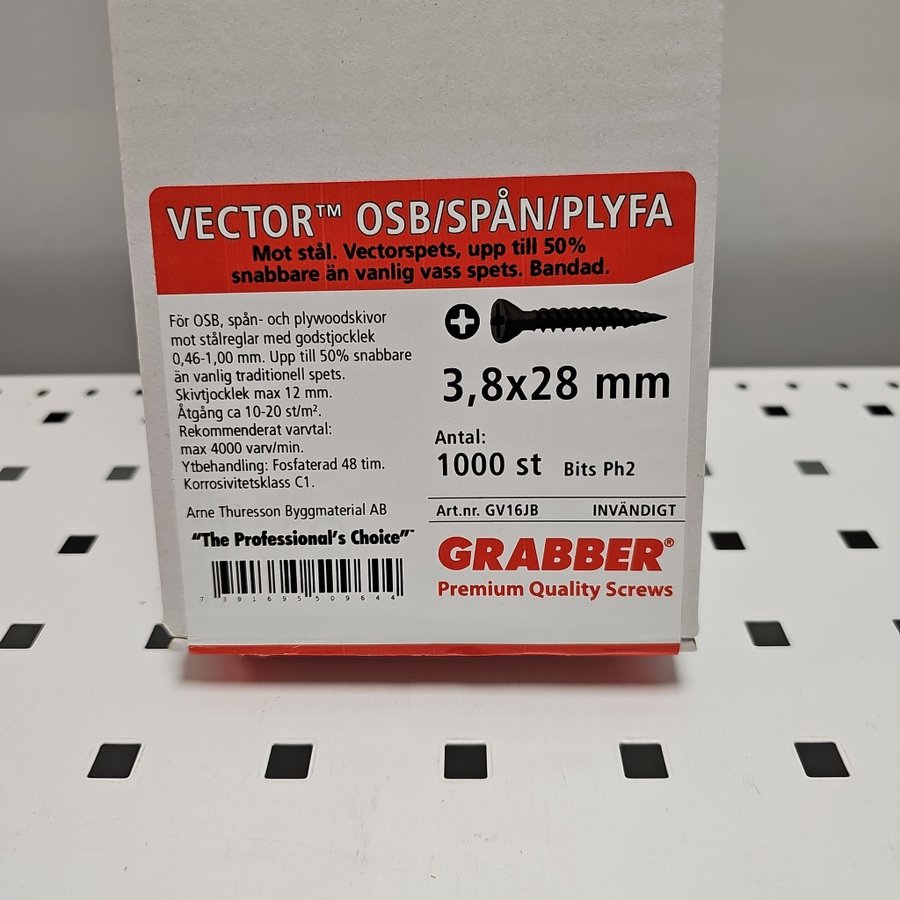 VECTOR™ OSB/SPÅN/PLYFA
Mot stål. Vectorspets, upp till 50%
snabbare än vanlig vass spets. Bandad.
För OSB, spån- och plywoodskivor
mot stålreglar med godstjocklek
0,46-1,00 mm. Upp till 50% snabbare
än vanlig traditionell spets.
Skivtjocklek max 12 mm.
Åtgång ca 10-20 st/m².
Rekommenderat varvtal:
max 4000 varv/min.
Ytbehandling: Fosfaterad 48 tim.
Korrosivitetsklass C1.
Arne Thuresson Byggmaterial AB
"The Professional's Choice"™
7391695509644
3,8x28 mm
Antal:
1000 st Bits Ph2
Art.nr. GV16JB INVÄNDIGT
GRABBER®
Premium Quality Screws